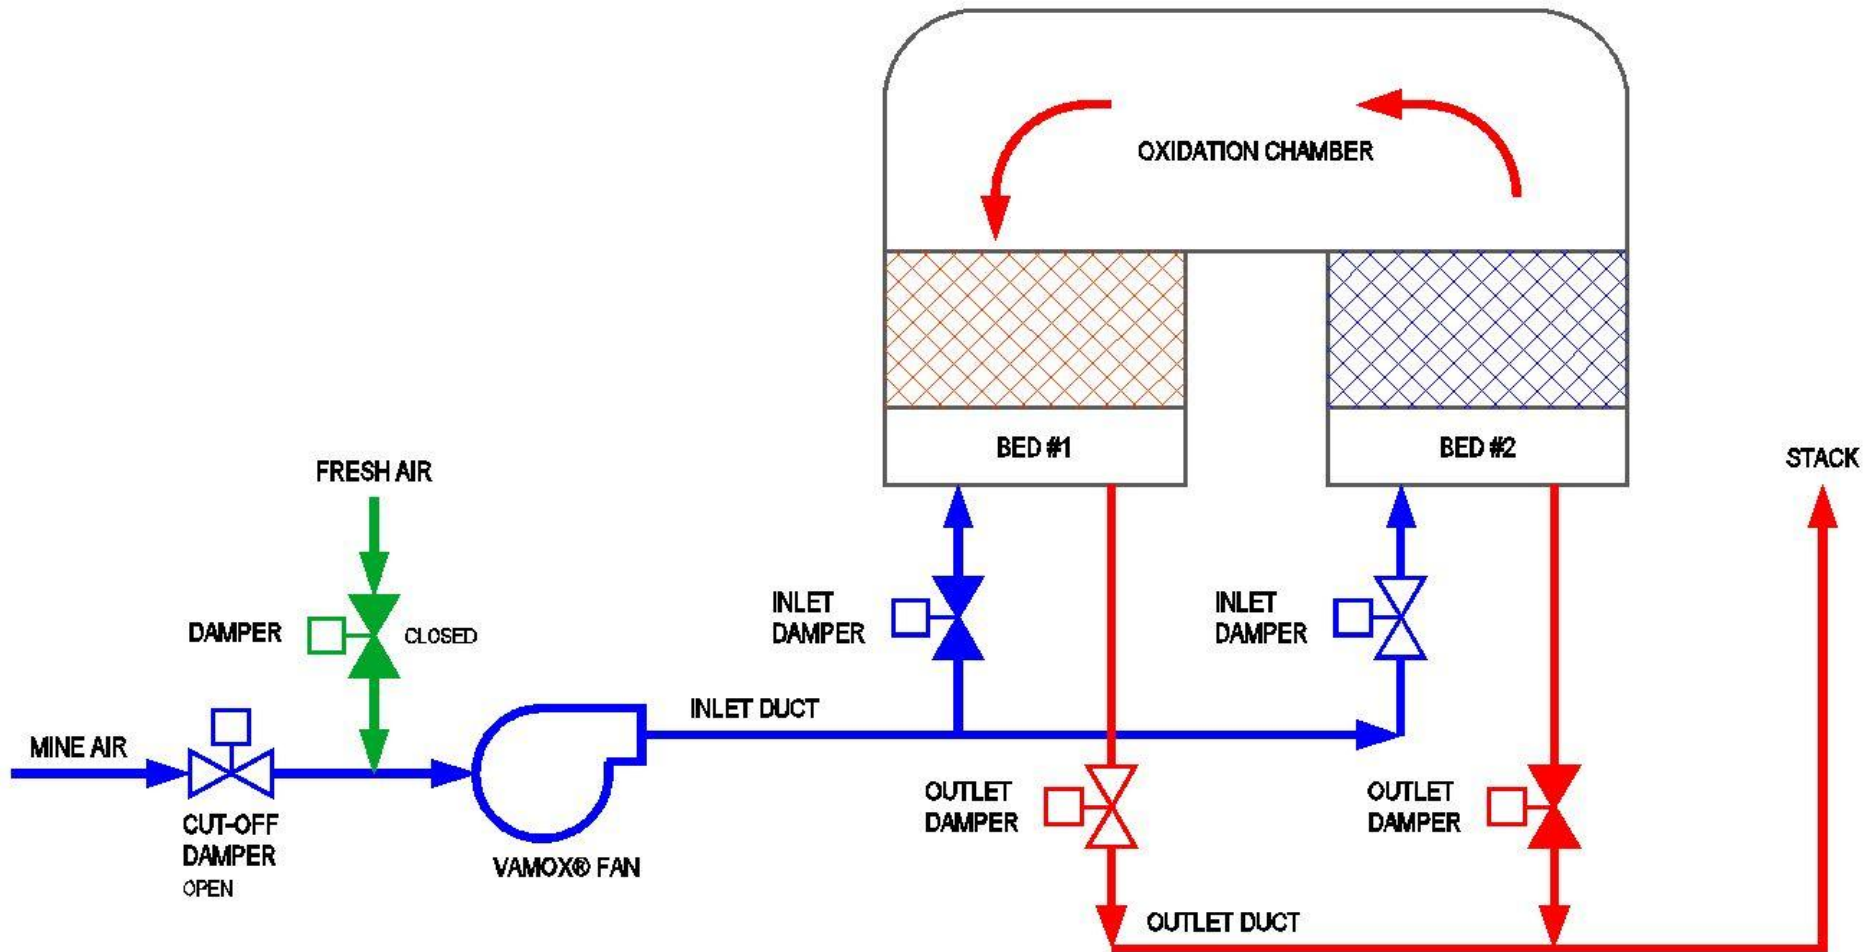 OXIDATION CHAMBER
BED #1
BED #2
STACK
FRESH AIR
DAMPER
CLOSED
INLET
DAMPER
INLET
DAMPER
INLET DUCT
MINE AIR
CUT-OFF
DAMPER
OPEN
VAMOX® FAN
OUTLET
DAMPER
OUTLET
DAMPER
OUTLET DUCT